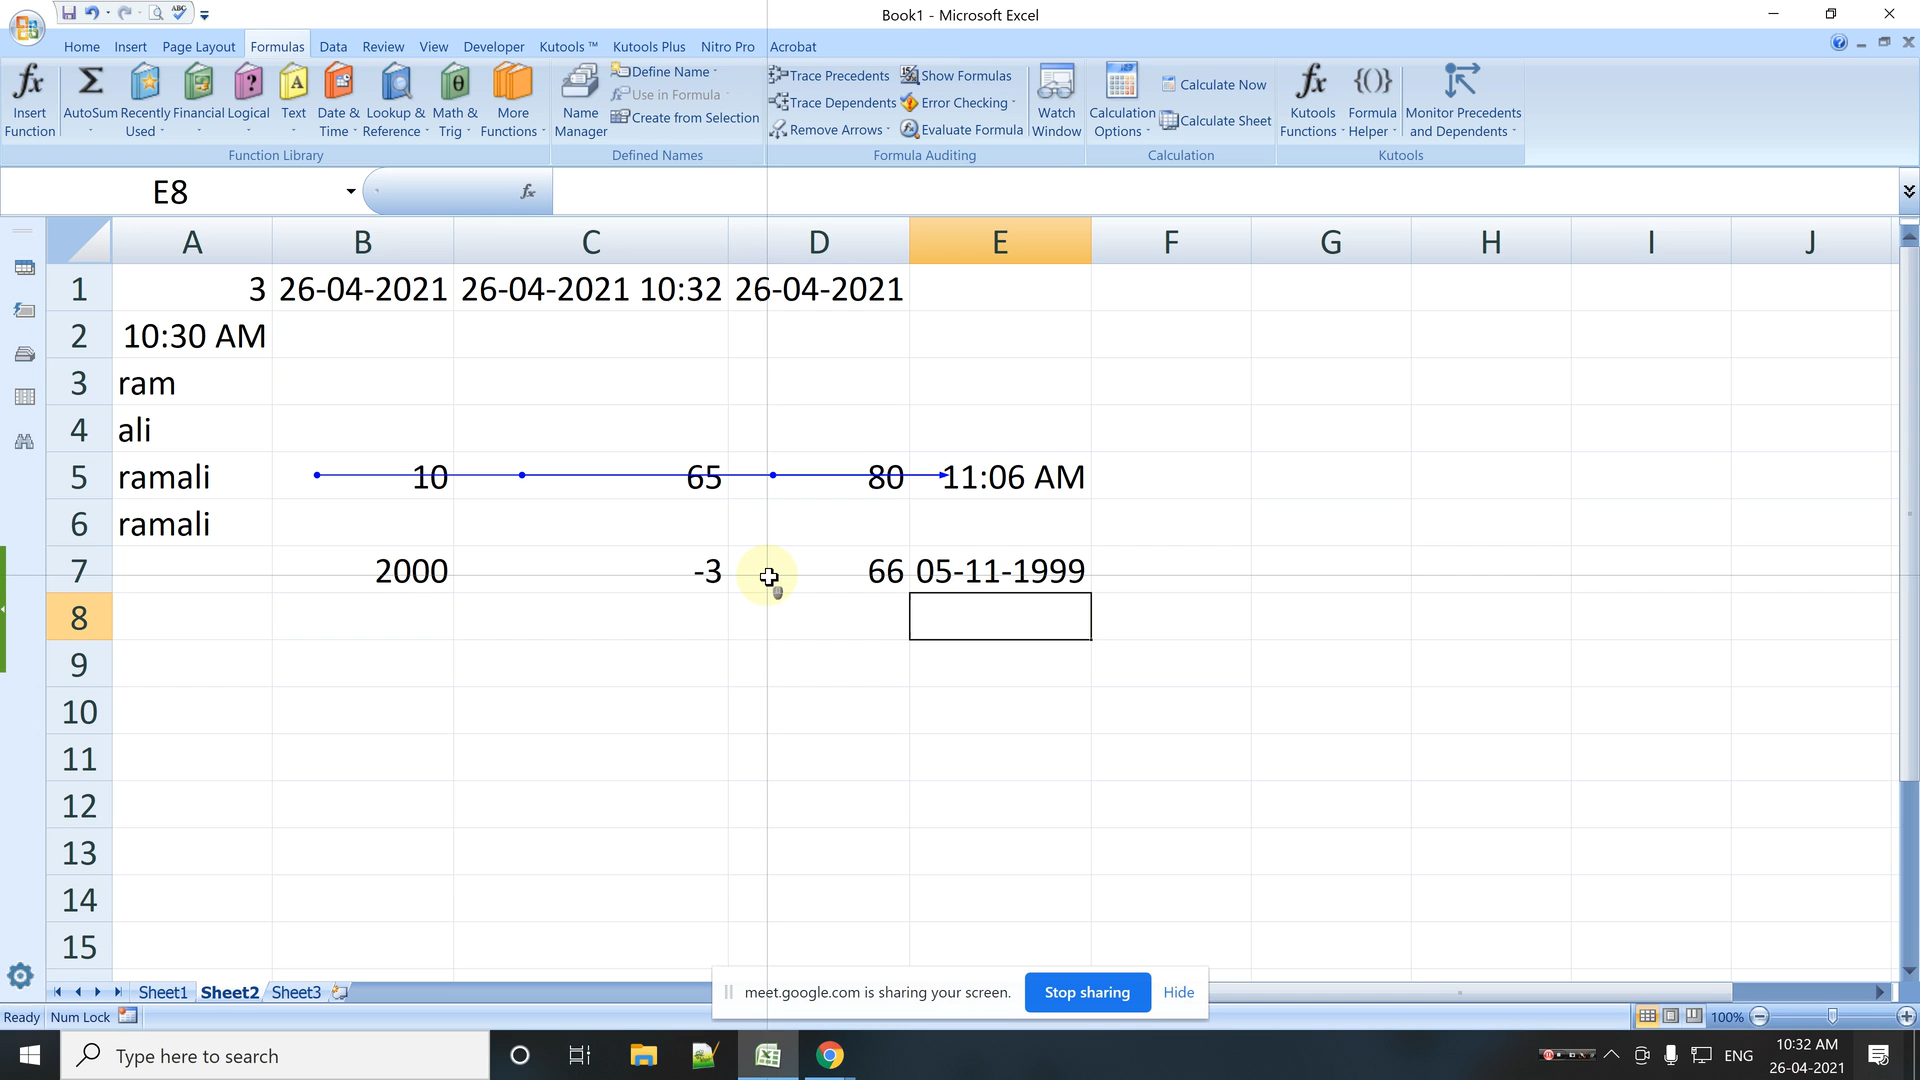 Book1 - Microsoft Excel
Home Insert Page Layout Formulas Data Review View Developer Kutools ™ Kutools Plus Nitro Pro Acrobat
Insert Function
AutoSum
Recently Used
Financial
Logical
Text
Date & Time
Lookup & Reference
Math & Trig
More Functions
Function Library
Name Manager
Define Name
Use in Formula
Create from Selection
Defined Names
Trace Precedents
Trace Dependents
Remove Arrows
Show Formulas
Error Checking
Evaluate Formula
Formula Auditing
Watch Window
Calculation Options
Calculate Now
Calculate Sheet
Calculation
Kutools Functions
Formula Helper
Monitor Precedents and Dependents
Kutools
E8
A B C D E F G H I J
1 3 26-04-2021 26-04-2021 10:32 26-04-2021
2 10:30 AM
3 ram
4 ali
5 ramali 10 65 80 11:06 AM
6 ramali
7 2000 -3 66 05-11-1999
8
9
10
11
12
13
14
15
Sheet1 Sheet2 Sheet3
meet.google.com is sharing your screen. Stop sharing Hide
Ready Num Lock 100%
Type here to search
ENG
10:32 AM
26-04-2021